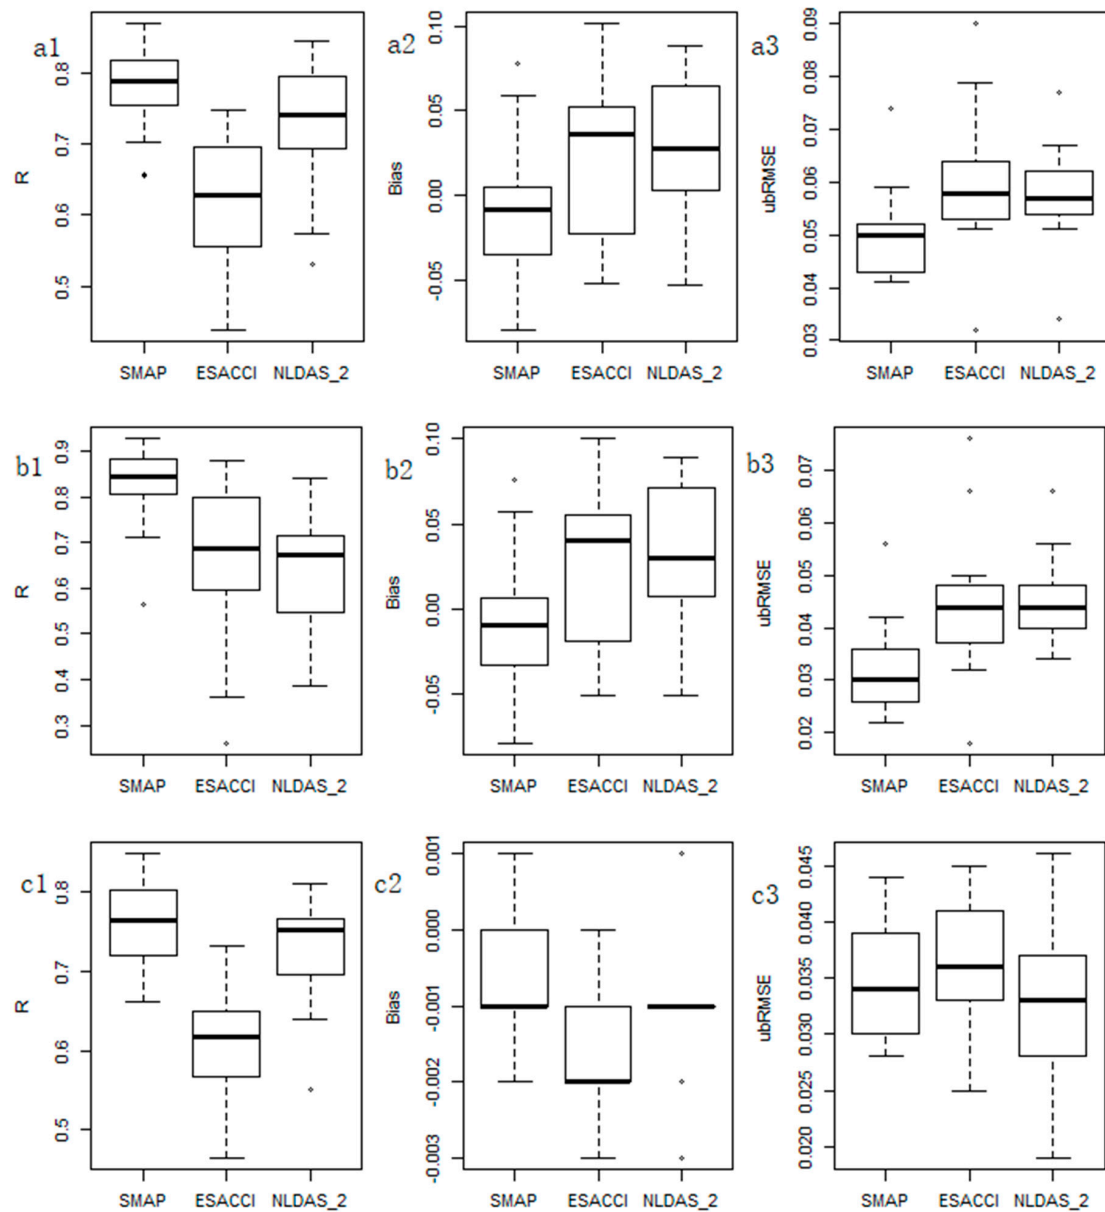 a1
R
0.5 0.6 0.7 0.8
SMAP ESACCI NLDAS_2
a2
Bias
-0.05 0.00 0.05 0.10
SMAP ESACCI NLDAS_2
a3
ubRMSE
0.03 0.04 0.05 0.06 0.07 0.08 0.09
SMAP ESACCI NLDAS_2
b1
R
0.3 0.4 0.5 0.6 0.7 0.8 0.9
SMAP ESACCI NLDAS_2
b2
Bias
-0.05 0.00 0.05 0.10
SMAP ESACCI NLDAS_2
b3
ubRMSE
0.02 0.03 0.04 0.05 0.06 0.07
SMAP ESACCI NLDAS_2
c1
R
0.5 0.6 0.7 0.8
SMAP ESACCI NLDAS_2
c2
Bias
-0.003 -0.002 -0.001 0.000 0.001
SMAP ESACCI NLDAS_2
c3
ubRMSE
0.020 0.025 0.030 0.035 0.040 0.045
SMAP ESACCI NLDAS_2